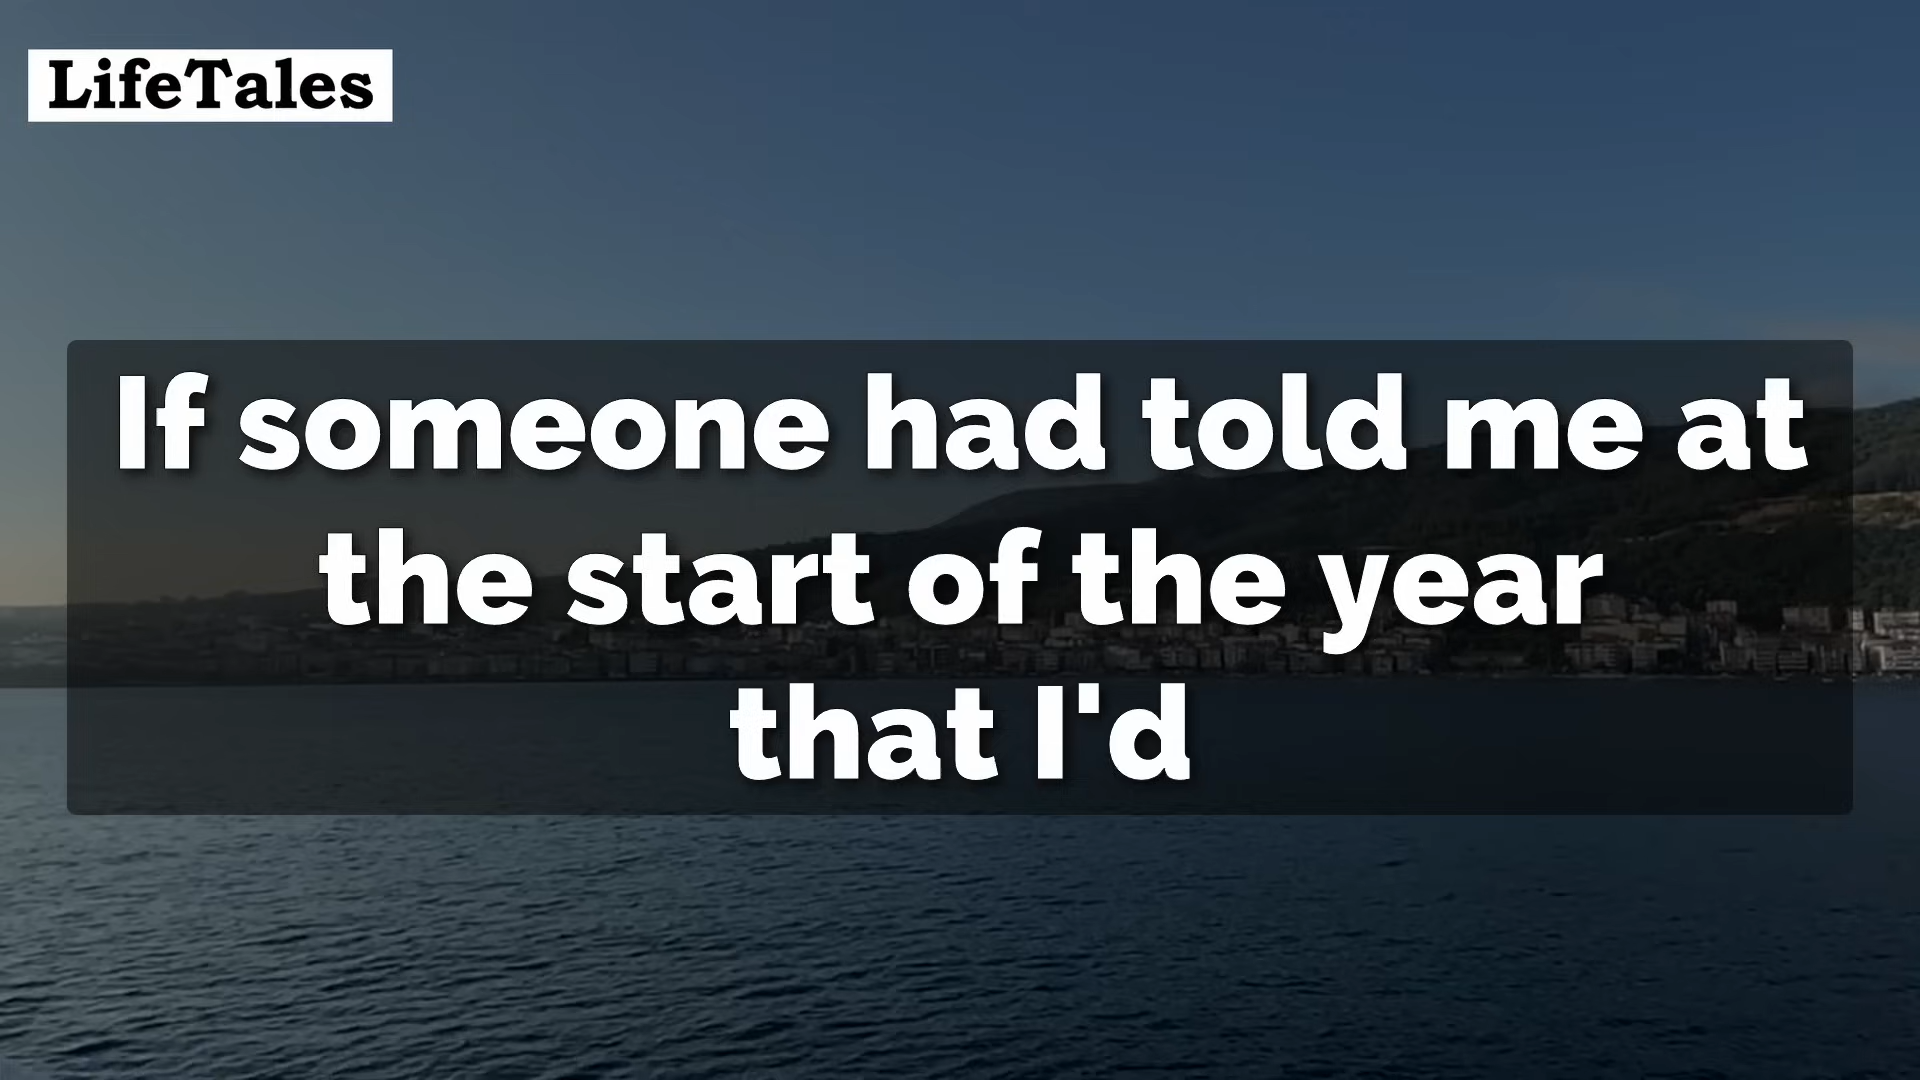 LifeTales
If someone had told me at
the start of the year
that I'd